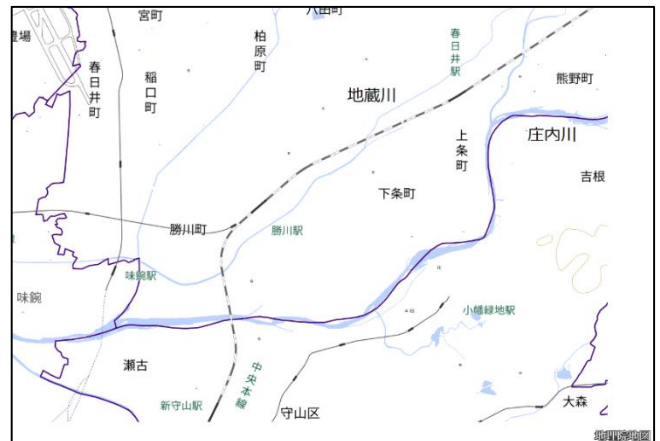 宮町
八田町
柏原町
春日井駅
豊場
春日井町
稲口町
熊野町
地蔵川
上条町
庄内川
吉根
下条町
勝川町
勝川駅
味鋺駅
味鋺
小幡緑地駅
瀬古
中央本線
新守山駅
守山区
大森
地理院地図